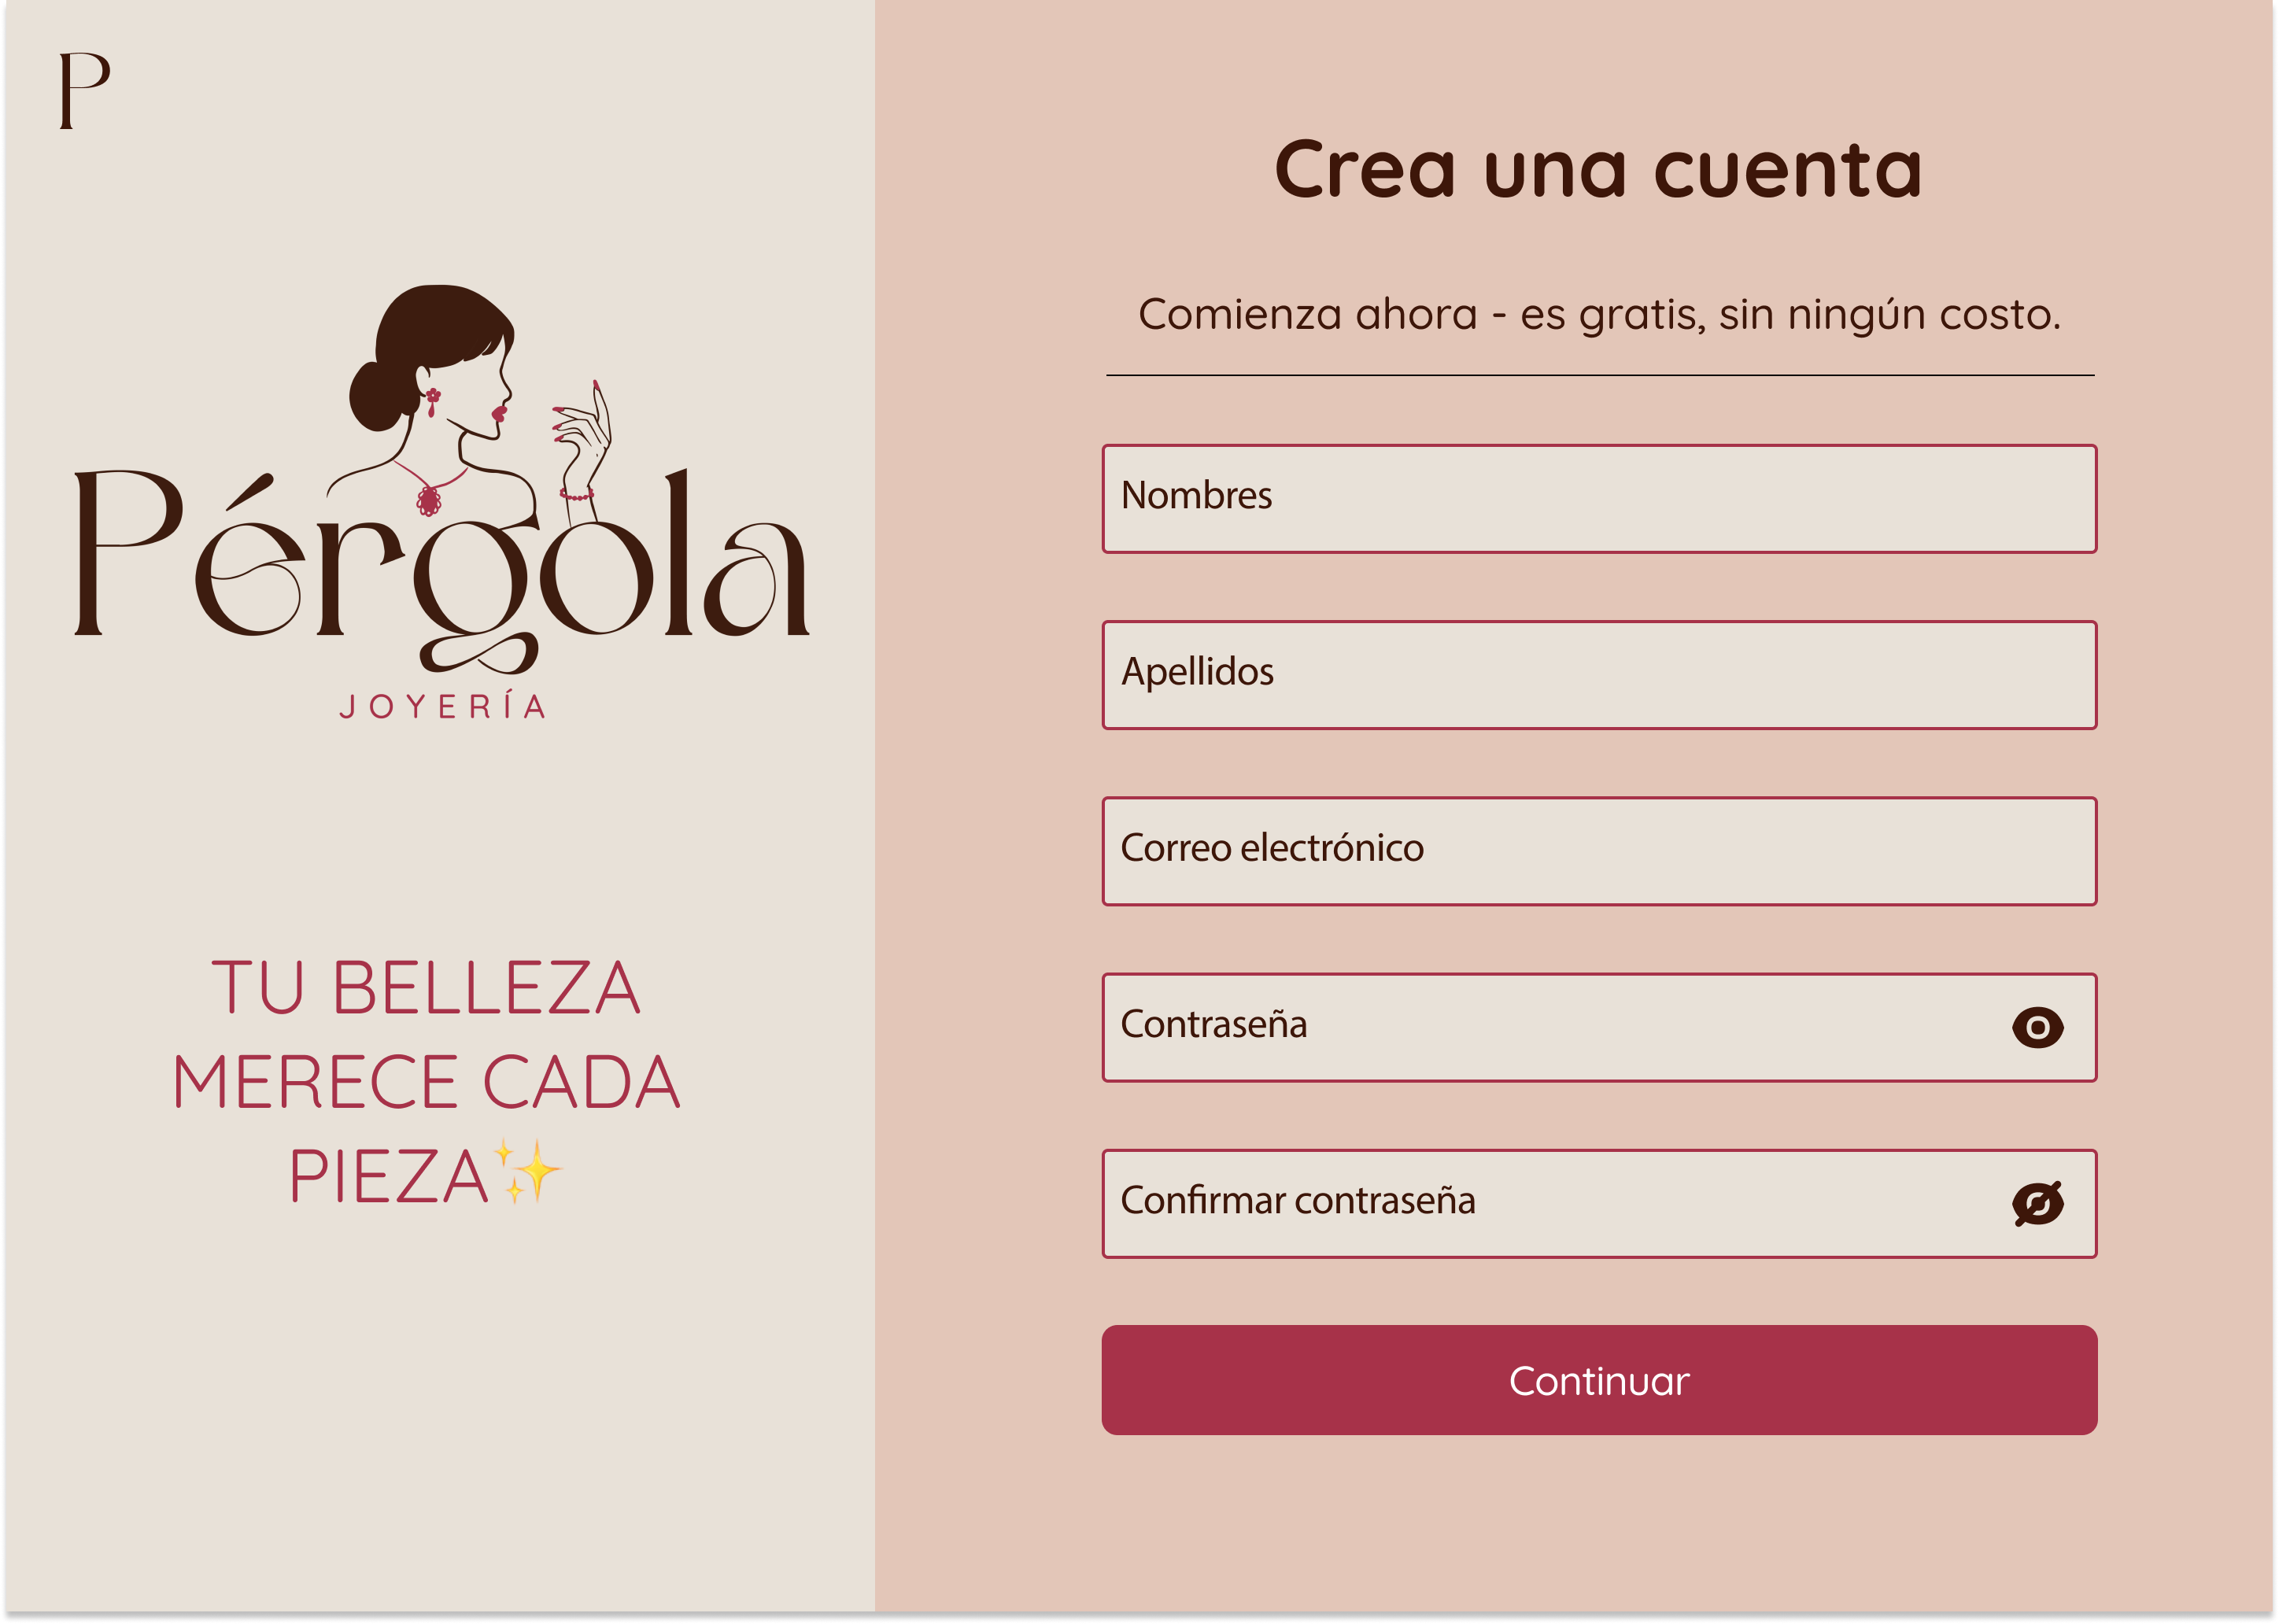 P
Pérgola
JOYERÍA
TU BELLEZA
MERECE CADA
PIEZA✨
Crea una cuenta
Comienza ahora - es gratis, sin ningún costo.
Nombres
Apellidos
Correo electrónico
Contraseña
Confirmar contraseña
Continuar